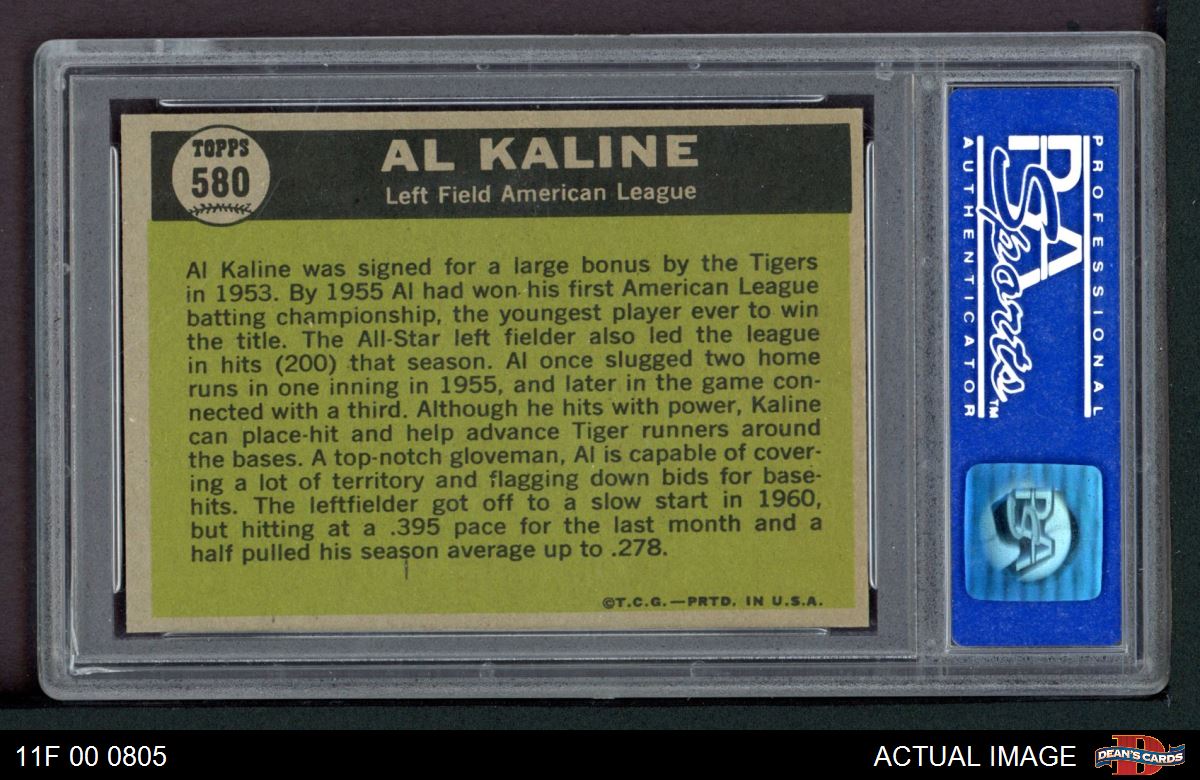 TOPPS
580
AL KALINE
Left Field American League
Al Kaline was signed for a large bonus by the Tigers
in 1953. By 1955 Al had won his first American League
batting championship, the youngest player ever to win
the title. The All-Star left fielder also led the league
in hits (200) that season. Al once slugged two home
runs in one inning in 1955, and later in the game con-
nected with a third. Although he hits with power, Kaline
can place-hit and help advance Tiger runners around
the bases. A top-notch gloveman, Al is capable of cover-
ing a lot of territory and flagging down bids for base-
hits. The leftfielder got off to a slow start in 1960,
but hitting at a .395 pace for the last month and a
half pulled his season average up to .278.
©T.C.G.—PRTD. IN U.S.A.
PROFESSIONAL
PSA
Sports™
AUTHENTICATOR
PSA
11F 00 0805
ACTUAL IMAGE
D
DEAN'S CARDS